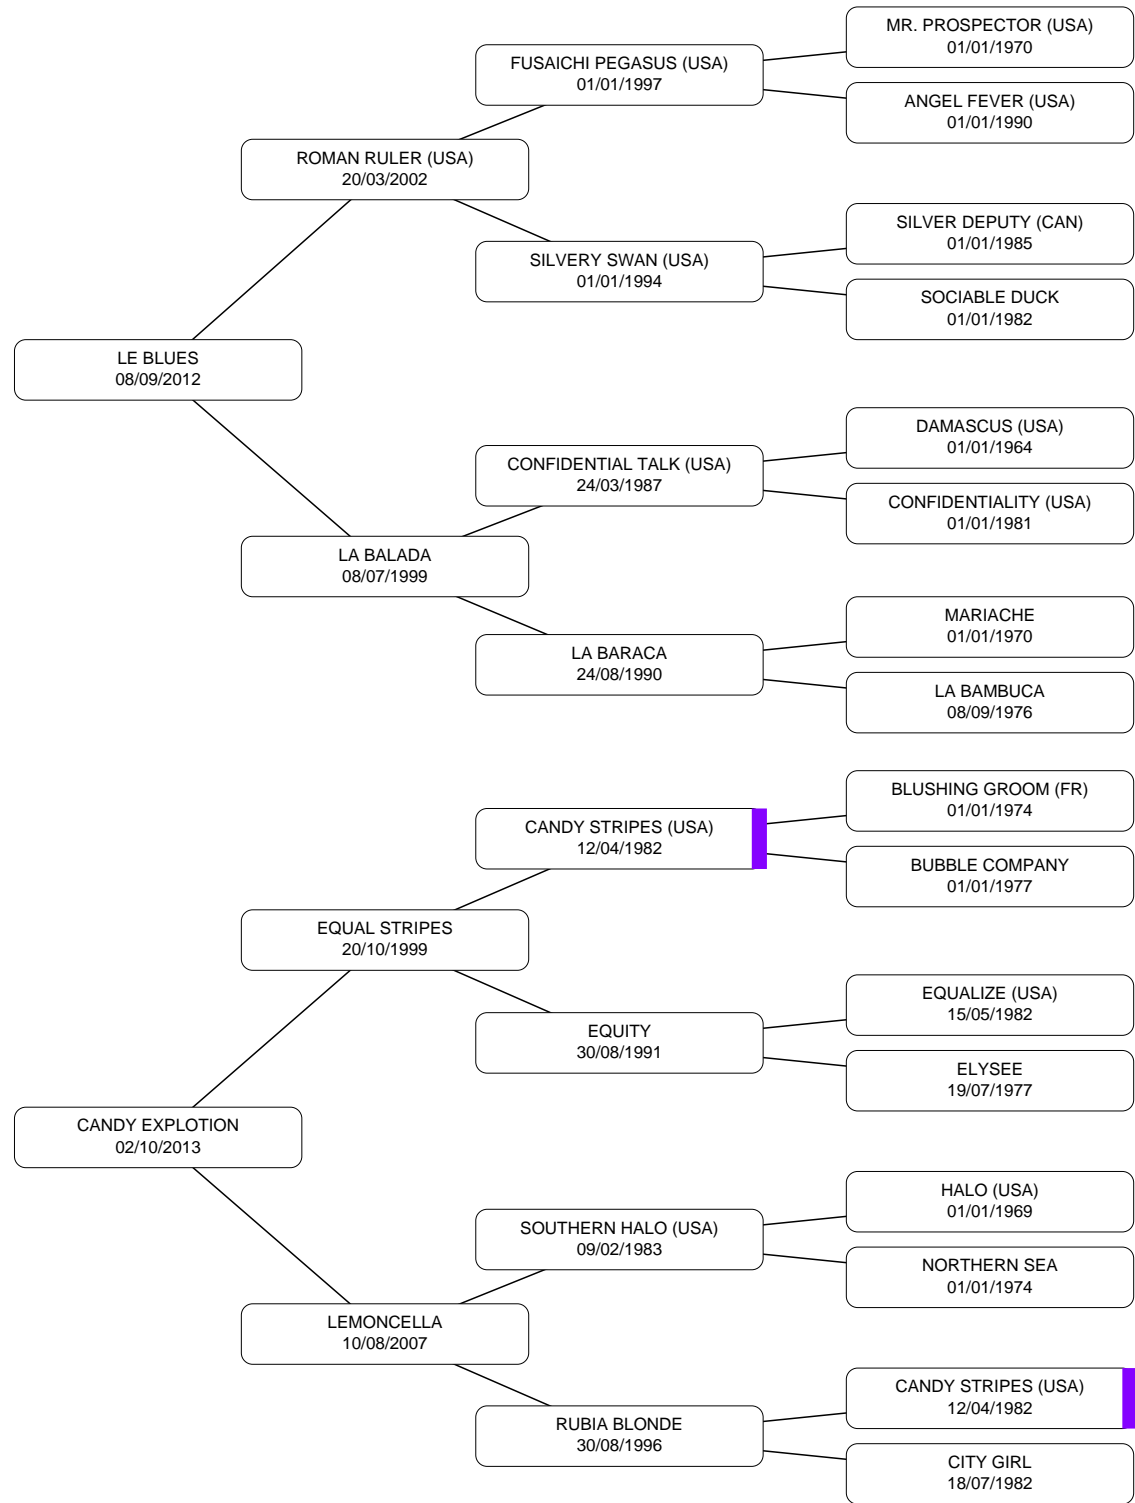 MR. PROSPECTOR (USA)
01/01/1970
FUSAICHI PEGASUS (USA)
01/01/1997
ANGEL FEVER (USA)
01/01/1990
ROMAN RULER (USA)
20/03/2002
SILVER DEPUTY (CAN)
01/01/1985
SILVERY SWAN (USA)
01/01/1994
SOCIABLE DUCK
01/01/1982
LE BLUES
08/09/2012
DAMASCUS (USA)
01/01/1964
CONFIDENTIAL TALK (USA)
24/03/1987
CONFIDENTIALITY (USA)
01/01/1981
LA BALADA
08/07/1999
MARIACHE
01/01/1970
LA BARACA
24/08/1990
LA BAMBUCA
08/09/1976
BLUSHING GROOM (FR)
01/01/1974
CANDY STRIPES (USA)
12/04/1982
BUBBLE COMPANY
01/01/1977
EQUAL STRIPES
20/10/1999
EQUALIZE (USA)
15/05/1982
EQUITY
30/08/1991
ELYSEE
19/07/1977
CANDY EXPLOTION
02/10/2013
HALO (USA)
01/01/1969
SOUTHERN HALO (USA)
09/02/1983
NORTHERN SEA
01/01/1974
LEMONCELLA
10/08/2007
CANDY STRIPES (USA)
12/04/1982
RUBIA BLONDE
30/08/1996
CITY GIRL
18/07/1982